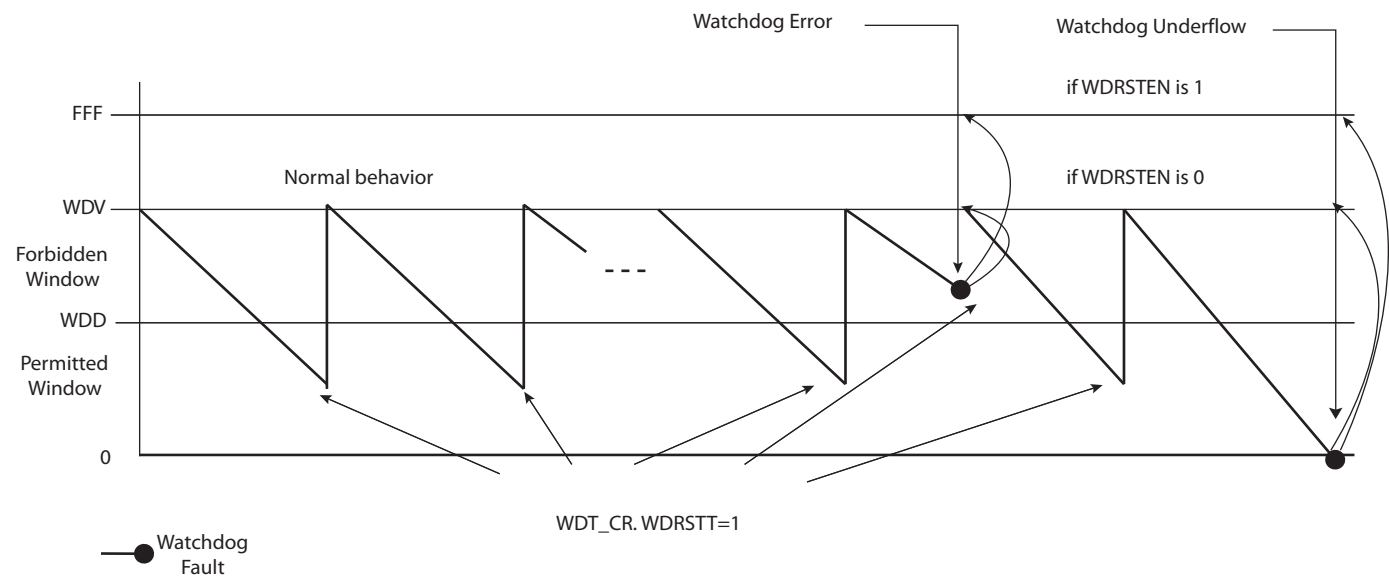 Watchdog Error
Watchdog Underflow
if WDRSTEN is 1
FFF
Normal behavior
if WDRSTEN is 0
WDV
Forbidden
Window
WDD
Permitted
Window
0
WDT_CR. WDRSTT=1
Watchdog
Fault